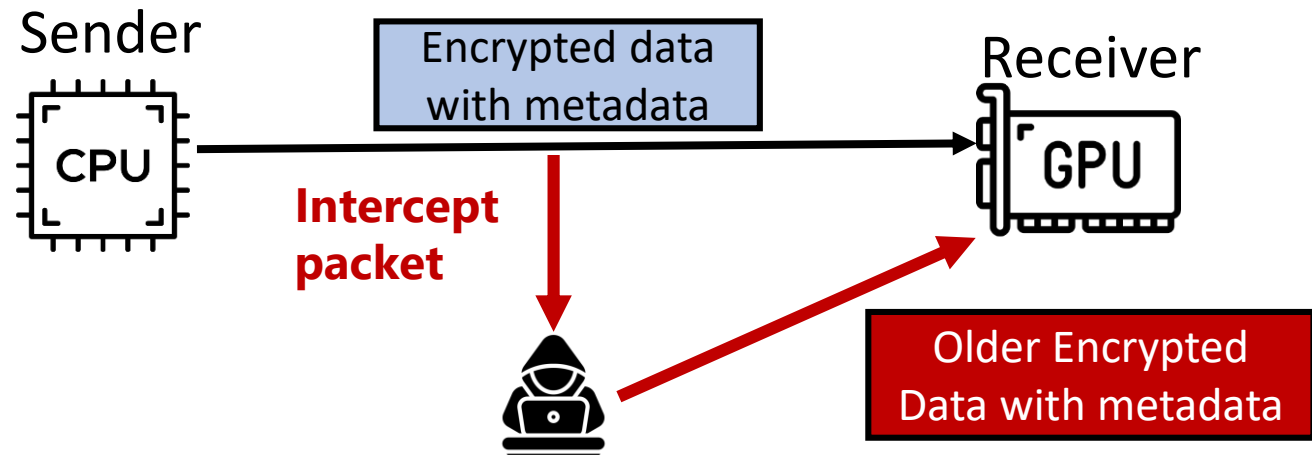 Sender
Encrypted data
with metadata
Receiver
CPU
GPU
Intercept
packet
Older Encrypted
Data with metadata